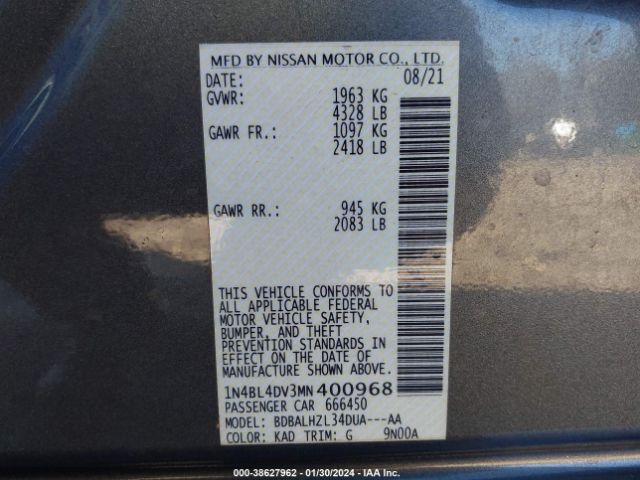 MFD BY NISSAN MOTOR CO., LTD.
DATE: 08/21
GVWR: 1963 KG
4328 LB
GAWR FR.: 1097 KG
2418 LB
GAWR RR.: 945 KG
2083 LB
THIS VEHICLE CONFORMS TO
ALL APPLICABLE FEDERAL
MOTOR VEHICLE SAFETY,
BUMPER, AND THEFT
PREVENTION STANDARDS IN
EFFECT ON THE DATE OF
MANUFACTURE SHOWN ABOVE.
1N4BL4DV3MN400968
PASSENGER CAR 666450
MODEL: BDBALHZL34DUA---AA
COLOR: KAD TRIM: G 9N00A
000-38627962 - 01/30/2024 - IAA Inc.